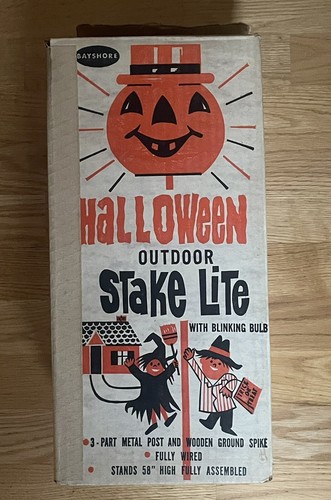 BAYSHORE
HALLOWEEN
OUTDOOR
STAKE LITE
WITH BLINKING BULB
TRICK
OR
TREAT
• 3-PART METAL POST AND WOODEN GROUND SPIKE
• FULLY WIRED
• STANDS 58" HIGH FULLY ASSEMBLED